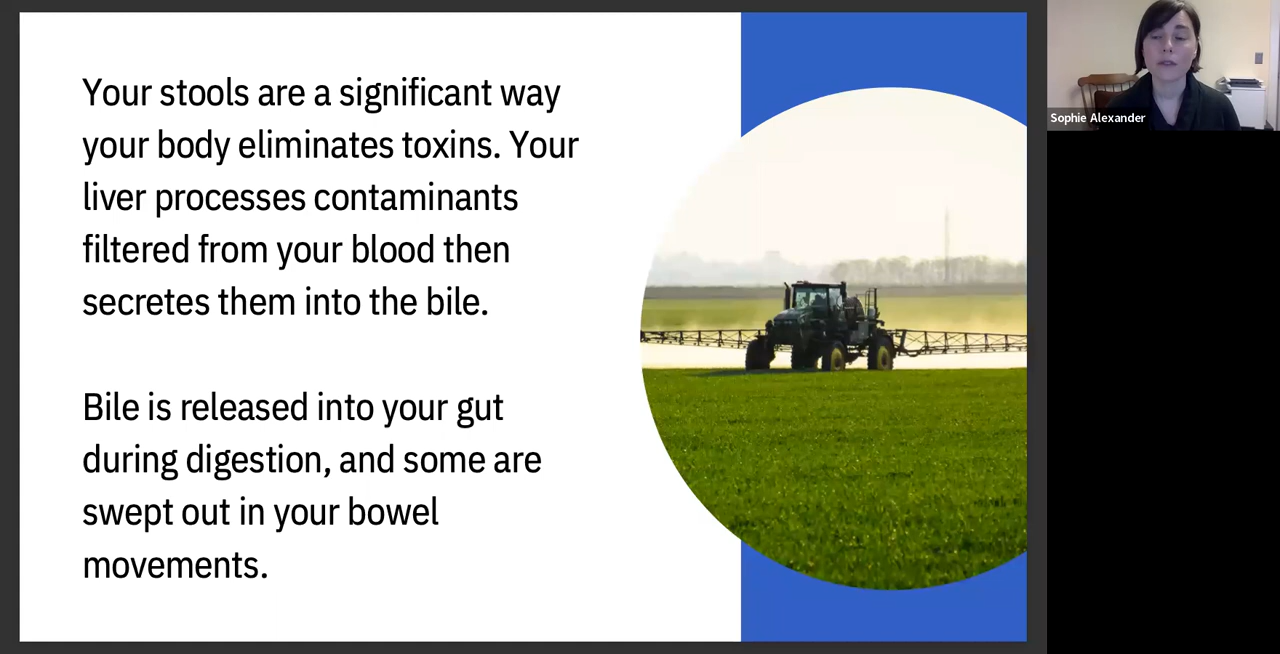 Your stools are a significant way
your body eliminates toxins. Your
liver processes contaminants
filtered from your blood then
secretes them into the bile.
Bile is released into your gut
during digestion, and some are
swept out in your bowel
movements.
Sophie Alexander